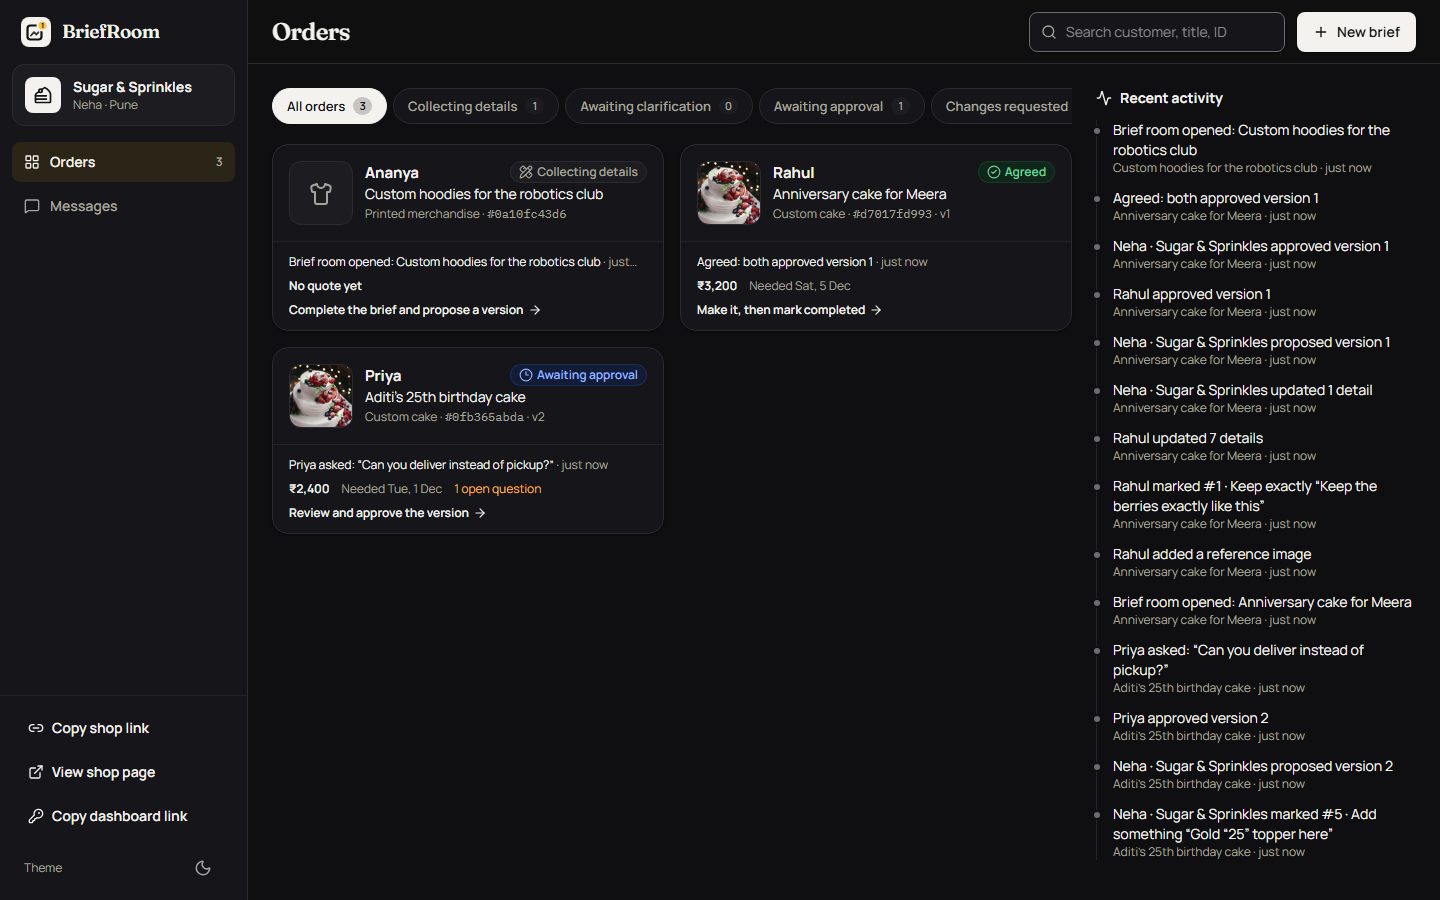 BriefRoom
Sugar & Sprinkles
Neha · Pune
Orders
3
Messages
Copy shop link
View shop page
Copy dashboard link
Theme
Orders
Search customer, title, ID
New brief
All orders 3
Collecting details 1
Awaiting clarification 0
Awaiting approval 1
Changes requested
Ananya
Collecting details
Custom hoodies for the robotics club
Printed merchandise · #0a10fc43d6
Brief room opened: Custom hoodies for the robotics club · just…
No quote yet
Complete the brief and propose a version →
Rahul
Agreed
Anniversary cake for Meera
Custom cake · #d7017fd993 · v1
Agreed: both approved version 1 · just now
₹3,200 Needed Sat, 5 Dec
Make it, then mark completed →
Priya
Awaiting approval
Aditi's 25th birthday cake
Custom cake · #0fb365abda · v2
Priya asked: “Can you deliver instead of pickup?” · just now
₹2,400 Needed Tue, 1 Dec 1 open question
Review and approve the version →
Recent activity
Brief room opened: Custom hoodies for the
robotics club
Custom hoodies for the robotics club · just now
Agreed: both approved version 1
Anniversary cake for Meera · just now
Neha · Sugar & Sprinkles approved version 1
Anniversary cake for Meera · just now
Rahul approved version 1
Anniversary cake for Meera · just now
Neha · Sugar & Sprinkles proposed version 1
Anniversary cake for Meera · just now
Neha · Sugar & Sprinkles updated 1 detail
Anniversary cake for Meera · just now
Rahul updated 7 details
Anniversary cake for Meera · just now
Rahul marked #1 · Keep exactly “Keep the
berries exactly like this”
Anniversary cake for Meera · just now
Rahul added a reference image
Anniversary cake for Meera · just now
Brief room opened: Anniversary cake for Meera
Anniversary cake for Meera · just now
Priya asked: “Can you deliver instead of
pickup?”
Aditi's 25th birthday cake · just now
Priya approved version 2
Aditi's 25th birthday cake · just now
Neha · Sugar & Sprinkles proposed version 2
Aditi's 25th birthday cake · just now
Neha · Sugar & Sprinkles marked #5 · Add
something “Gold “25” topper here”
Aditi's 25th birthday cake · just now